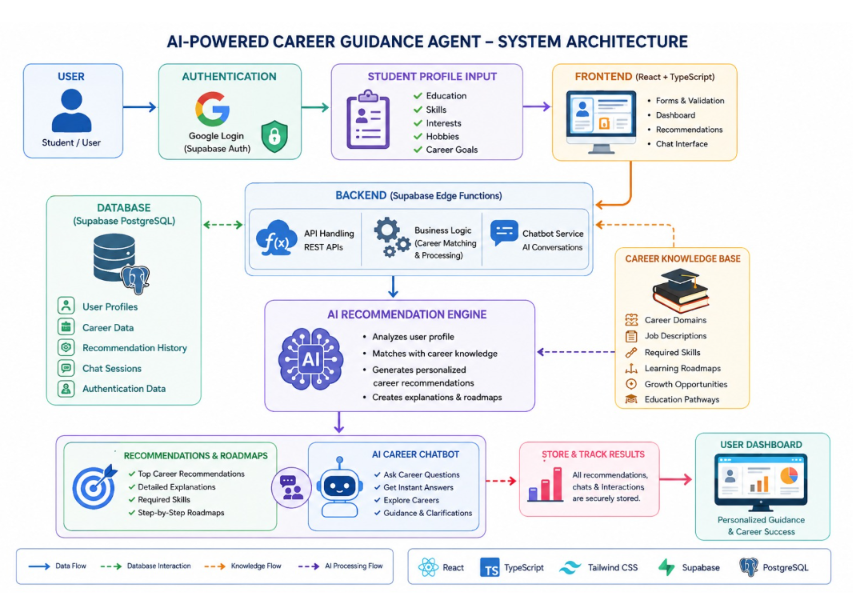 AI-POWERED CAREER GUIDANCE AGENT – SYSTEM ARCHITECTURE
USER
Student / User
AUTHENTICATION
Google Login
(Supabase Auth)
STUDENT PROFILE INPUT
Education
Skills
Interests
Hobbies
Career Goals
FRONTEND (React + TypeScript)
Forms & Validation
Dashboard
Recommendations
Chat Interface
DATABASE
(Supabase PostgreSQL)
User Profiles
Career Data
Recommendation History
Chat Sessions
Authentication Data
BACKEND (Supabase Edge Functions)
f(x)
API Handling
REST APIs
Business Logic
(Career Matching
& Processing)
Chatbot Service
AI Conversations
CAREER KNOWLEDGE BASE
Career Domains
Job Descriptions
Required Skills
Learning Roadmaps
Growth Opportunities
Education Pathways
AI RECOMMENDATION ENGINE
AI
Analyzes user profile
Matches with career knowledge
Generates personalized
career recommendations
Creates explanations & roadmaps
RECOMMENDATIONS & ROADMAPS
Top Career Recommendations
Detailed Explanations
Required Skills
Step-by-Step Roadmaps
AI CAREER CHATBOT
Ask Career Questions
Get Instant Answers
Explore Careers
Guidance & Clarifications
STORE & TRACK RESULTS
All recommendations,
chats & Interactions
are securely stored.
USER DASHBOARD
Personalized Guidance
& Career Success
Data Flow
Database Interaction
Knowledge Flow
AI Processing Flow
React
TS
TypeScript
Tailwind CSS
Supabase
PostgreSQL